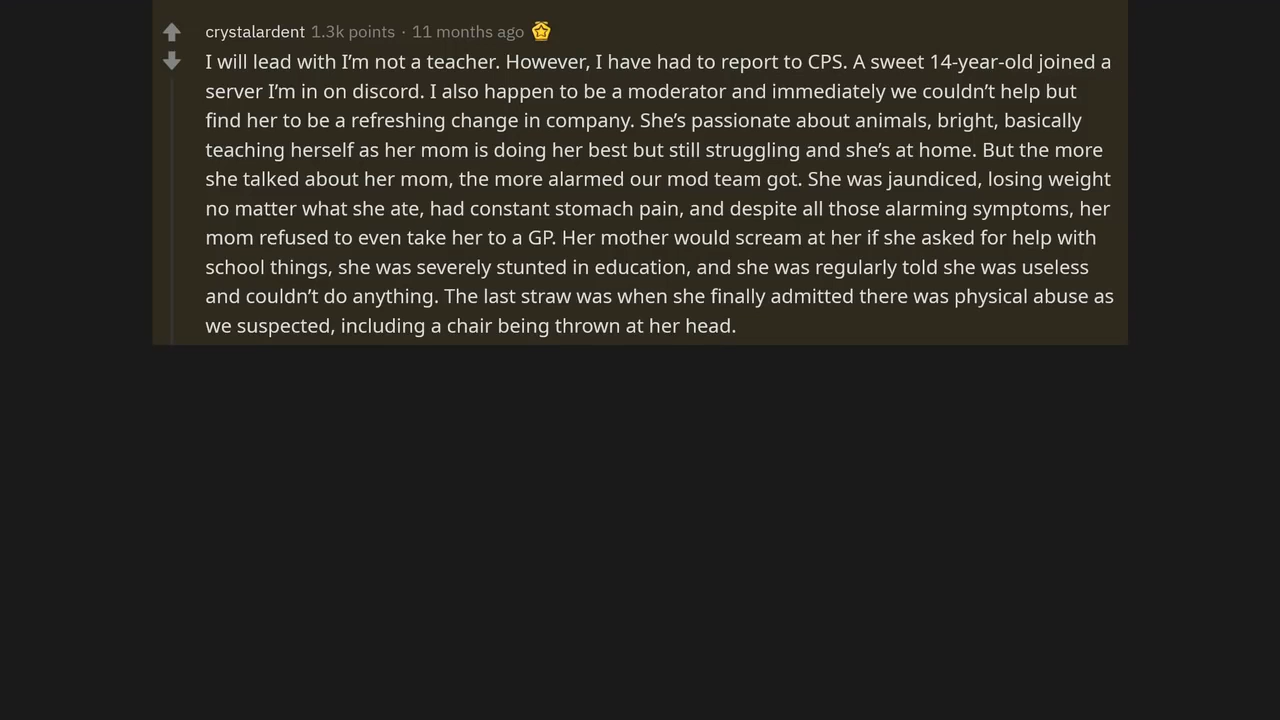 crystalardent 1.3k points · 11 months ago
I will lead with I’m not a teacher. However, I have had to report to CPS. A sweet 14-year-old joined a
server I’m in on discord. I also happen to be a moderator and immediately we couldn’t help but
find her to be a refreshing change in company. She’s passionate about animals, bright, basically
teaching herself as her mom is doing her best but still struggling and she’s at home. But the more
she talked about her mom, the more alarmed our mod team got. She was jaundiced, losing weight
no matter what she ate, had constant stomach pain, and despite all those alarming symptoms, her
mom refused to even take her to a GP. Her mother would scream at her if she asked for help with
school things, she was severely stunted in education, and she was regularly told she was useless
and couldn’t do anything. The last straw was when she finally admitted there was physical abuse as
we suspected, including a chair being thrown at her head.